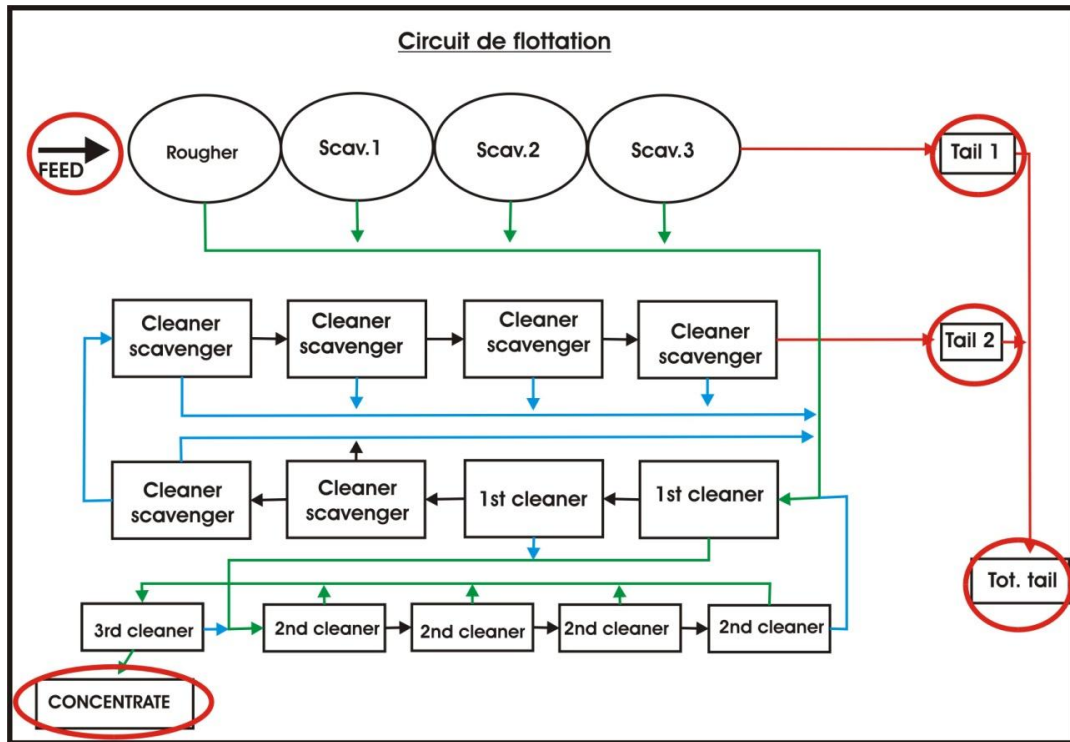 Circuit de flottation
FEED
Rougher
Scav.1
Scav.2
Scav.3
Tail 1
Cleaner
scavenger
Cleaner
scavenger
Cleaner
scavenger
Cleaner
scavenger
Tail 2
Cleaner
scavenger
Cleaner
scavenger
1st cleaner
1st cleaner
Tot. tail
3rd cleaner
2nd cleaner
2nd cleaner
2nd cleaner
2nd cleaner
CONCENTRATE